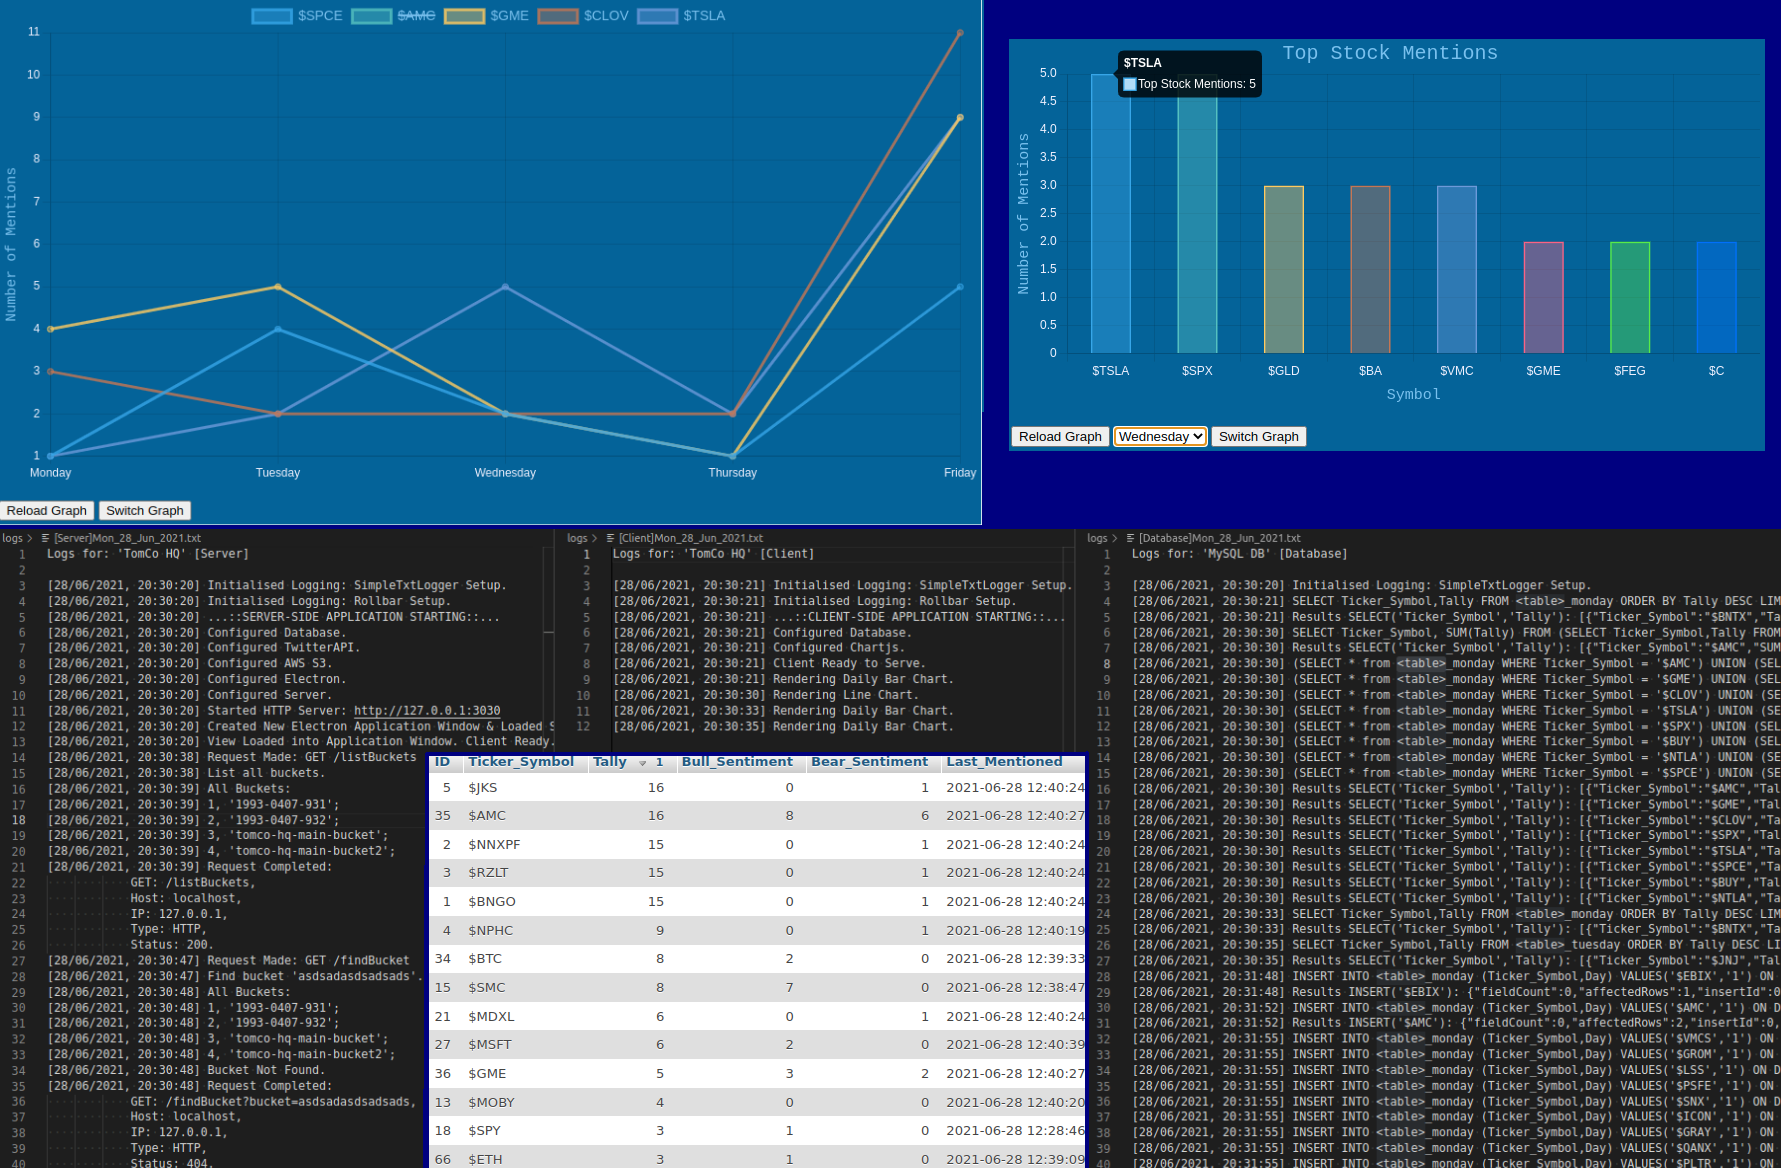 $SPCE $AMC $GME $CLOV $TSLA
11
10
9
8
7
6
5
4
3
2
1
Number of Mentions
Monday Tuesday Wednesday Thursday Friday
Reload Graph Switch Graph
Top Stock Mentions
$TSLA
Top Stock Mentions: 5
5.0
4.5
4.0
3.5
3.0
2.5
2.0
1.5
1.0
0.5
0
Number of Mentions
$TSLA $SPX $GLD $BA $VMC $GME $FEG $C
Symbol
Reload Graph Wednesday Switch Graph
logs > [Server]Mon_28_Jun_2021.txt
1 Logs for: 'TomCo HQ' [Server]
2
3 [28/06/2021, 20:30:20] Initialised Logging: SimpleTxtLogger Setup.
4 [28/06/2021, 20:30:20] Initialised Logging: Rollbar Setup.
5 [28/06/2021, 20:30:20] ...::SERVER-SIDE APPLICATION STARTING::...
6 [28/06/2021, 20:30:20] Configured Database.
7 [28/06/2021, 20:30:20] Configured TwitterAPI.
8 [28/06/2021, 20:30:20] Configured AWS S3.
9 [28/06/2021, 20:30:20] Configured Electron.
10 [28/06/2021, 20:30:20] Configured Server.
11 [28/06/2021, 20:30:20] Started HTTP Server: http://127.0.0.1:3030
12 [28/06/2021, 20:30:20] Created New Electron Application Window & Loaded S
13 [28/06/2021, 20:30:20] View Loaded into Application Window. Client Ready.
14 [28/06/2021, 20:30:38] Request Made: GET /listBuckets
15 [28/06/2021, 20:30:38] List all buckets.
16 [28/06/2021, 20:30:39] All Buckets:
17 [28/06/2021, 20:30:39] 1, '1993-0407-931';
18 [28/06/2021, 20:30:39] 2, '1993-0407-932';
19 [28/06/2021, 20:30:39] 3, 'tomco-hq-main-bucket';
20 [28/06/2021, 20:30:39] 4, 'tomco-hq-main-bucket2';
21 [28/06/2021, 20:30:39] Request Completed:
22 GET: /listBuckets,
23 Host: localhost,
24 IP: 127.0.0.1,
25 Type: HTTP,
26 Status: 200.
27 [28/06/2021, 20:30:47] Request Made: GET /findBucket
28 [28/06/2021, 20:30:47] Find bucket 'asdsadasdsadsads'.
29 [28/06/2021, 20:30:48] All Buckets:
30 [28/06/2021, 20:30:48] 1, '1993-0407-931';
31 [28/06/2021, 20:30:48] 2, '1993-0407-932';
32 [28/06/2021, 20:30:48] 3, 'tomco-hq-main-bucket';
33 [28/06/2021, 20:30:48] 4, 'tomco-hq-main-bucket2';
34 [28/06/2021, 20:30:48] Bucket Not Found.
35 [28/06/2021, 20:30:48] Request Completed:
36 GET: /findBucket?bucket=asdsadasdsadsads,
37 Host: localhost,
38 IP: 127.0.0.1,
39 Type: HTTP,
40 Status: 404.
logs > [Client]Mon_28_Jun_2021.txt
1 Logs for: 'TomCo HQ' [Client]
2
3 [28/06/2021, 20:30:21] Initialised Logging: SimpleTxtLogger Setup.
4 [28/06/2021, 20:30:21] Initialised Logging: Rollbar Setup.
5 [28/06/2021, 20:30:21] ...::CLIENT-SIDE APPLICATION STARTING::...
6 [28/06/2021, 20:30:21] Configured Database.
7 [28/06/2021, 20:30:21] Configured Chartjs.
8 [28/06/2021, 20:30:21] Client Ready to Serve.
9 [28/06/2021, 20:30:21] Rendering Daily Bar Chart.
10 [28/06/2021, 20:30:30] Rendering Line Chart.
11 [28/06/2021, 20:30:33] Rendering Daily Bar Chart.
12 [28/06/2021, 20:30:35] Rendering Daily Bar Chart.
ID Ticker_Symbol Tally 1 Bull_Sentiment Bear_Sentiment Last_Mentioned
5 $JKS 16 0 1 2021-06-28 12:40:24
35 $AMC 16 8 6 2021-06-28 12:40:27
2 $NNXPF 15 0 1 2021-06-28 12:40:24
3 $RZLT 15 0 1 2021-06-28 12:40:24
1 $BNGO 15 0 1 2021-06-28 12:40:24
4 $NPHC 9 0 1 2021-06-28 12:40:19
34 $BTC 8 2 0 2021-06-28 12:39:33
15 $SMC 8 7 0 2021-06-28 12:38:47
21 $MDXL 6 0 1 2021-06-28 12:40:24
27 $MSFT 6 2 0 2021-06-28 12:40:39
36 $GME 5 3 2 2021-06-28 12:40:27
13 $MOBY 4 0 0 2021-06-28 12:40:20
18 $SPY 3 1 0 2021-06-28 12:28:46
66 $ETH 3 1 0 2021-06-28 12:39:09
logs > [Database]Mon_28_Jun_2021.txt
1 Logs for: 'MySQL DB' [Database]
2
3 [28/06/2021, 20:30:20] Initialised Logging: SimpleTxtLogger Setup.
4 [28/06/2021, 20:30:21] SELECT Ticker_Symbol,Tally FROM <table>_monday ORDER BY Tally DESC LIM
5 [28/06/2021, 20:30:21] Results SELECT('Ticker_Symbol','Tally'): [{"Ticker_Symbol":"$BNTX","Ta
6 [28/06/2021, 20:30:30] SELECT Ticker_Symbol, SUM(Tally) FROM (SELECT Ticker_Symbol,Tally FROM
7 [28/06/2021, 20:30:30] Results SELECT('Ticker_Symbol','Tally'): [{"Ticker_Symbol":"$AMC","SUM
8 [28/06/2021, 20:30:30] (SELECT * from <table>_monday WHERE Ticker_Symbol = '$AMC') UNION (SEL
9 [28/06/2021, 20:30:30] (SELECT * from <table>_monday WHERE Ticker_Symbol = '$GME') UNION (SEL
10 [28/06/2021, 20:30:30] (SELECT * from <table>_monday WHERE Ticker_Symbol = '$CLOV') UNION (SE
11 [28/06/2021, 20:30:30] (SELECT * from <table>_monday WHERE Ticker_Symbol = '$TSLA') UNION (SE
12 [28/06/2021, 20:30:30] (SELECT * from <table>_monday WHERE Ticker_Symbol = '$SPX') UNION (SEL
13 [28/06/2021, 20:30:30] (SELECT * from <table>_monday WHERE Ticker_Symbol = '$BUY') UNION (SEL
14 [28/06/2021, 20:30:30] (SELECT * from <table>_monday WHERE Ticker_Symbol = '$NTLA') UNION (SE
15 [28/06/2021, 20:30:30] (SELECT * from <table>_monday WHERE Ticker_Symbol = '$SPCE') UNION (SE
16 [28/06/2021, 20:30:30] Results SELECT('Ticker_Symbol','Tally'): [{"Ticker_Symbol":"$AMC","Tal
17 [28/06/2021, 20:30:30] Results SELECT('Ticker_Symbol','Tally'): [{"Ticker_Symbol":"$GME","Tal
18 [28/06/2021, 20:30:30] Results SELECT('Ticker_Symbol','Tally'): [{"Ticker_Symbol":"$CLOV","Ta
19 [28/06/2021, 20:30:30] Results SELECT('Ticker_Symbol','Tally'): [{"Ticker_Symbol":"$SPX","Tal
20 [28/06/2021, 20:30:30] Results SELECT('Ticker_Symbol','Tally'): [{"Ticker_Symbol":"$TSLA","Ta
21 [28/06/2021, 20:30:30] Results SELECT('Ticker_Symbol','Tally'): [{"Ticker_Symbol":"$SPCE","Ta
22 [28/06/2021, 20:30:30] Results SELECT('Ticker_Symbol','Tally'): [{"Ticker_Symbol":"$BUY","Tal
23 [28/06/2021, 20:30:30] Results SELECT('Ticker_Symbol','Tally'): [{"Ticker_Symbol":"$NTLA","Ta
24 [28/06/2021, 20:30:33] SELECT Ticker_Symbol,Tally FROM <table>_monday ORDER BY Tally DESC LIM
25 [28/06/2021, 20:30:33] Results SELECT('Ticker_Symbol','Tally'): [{"Ticker_Symbol":"$BNTX","Ta
26 [28/06/2021, 20:30:35] SELECT Ticker_Symbol,Tally FROM <table>_tuesday ORDER BY Tally DESC LI
27 [28/06/2021, 20:30:35] Results SELECT('Ticker_Symbol','Tally'): [{"Ticker_Symbol":"$JNJ","Tal
28 [28/06/2021, 20:31:48] INSERT INTO <table>_monday (Ticker_Symbol,Day) VALUES('$EBIX','1') ON
29 [28/06/2021, 20:31:48] Results INSERT('$EBIX'): {"fieldCount":0,"affectedRows":1,"insertId":0
30 [28/06/2021, 20:31:52] INSERT INTO <table>_monday (Ticker_Symbol,Day) VALUES('$AMC','1') ON D
31 [28/06/2021, 20:31:52] Results INSERT('$AMC'): {"fieldCount":0,"affectedRows":2,"insertId":0,
32 [28/06/2021, 20:31:55] INSERT INTO <table>_monday (Ticker_Symbol,Day) VALUES('$VMCS','1') ON
33 [28/06/2021, 20:31:55] INSERT INTO <table>_monday (Ticker_Symbol,Day) VALUES('$GROM','1') ON
34 [28/06/2021, 20:31:55] INSERT INTO <table>_monday (Ticker_Symbol,Day) VALUES('$LSS','1') ON D
35 [28/06/2021, 20:31:55] INSERT INTO <table>_monday (Ticker_Symbol,Day) VALUES('$PSFE','1') ON
36 [28/06/2021, 20:31:55] INSERT INTO <table>_monday (Ticker_Symbol,Day) VALUES('$SNX','1') ON D
37 [28/06/2021, 20:31:55] INSERT INTO <table>_monday (Ticker_Symbol,Day) VALUES('$ICON','1') ON
38 [28/06/2021, 20:31:55] INSERT INTO <table>_monday (Ticker_Symbol,Day) VALUES('$GRAY','1') ON
39 [28/06/2021, 20:31:55] INSERT INTO <table>_monday (Ticker_Symbol,Day) VALUES('$QANX','1') ON
40 [28/06/2021, 20:31:55] INSERT INTO <table>_monday (Ticker_Symbol,Day) VALUES('$PLTR','1') ON